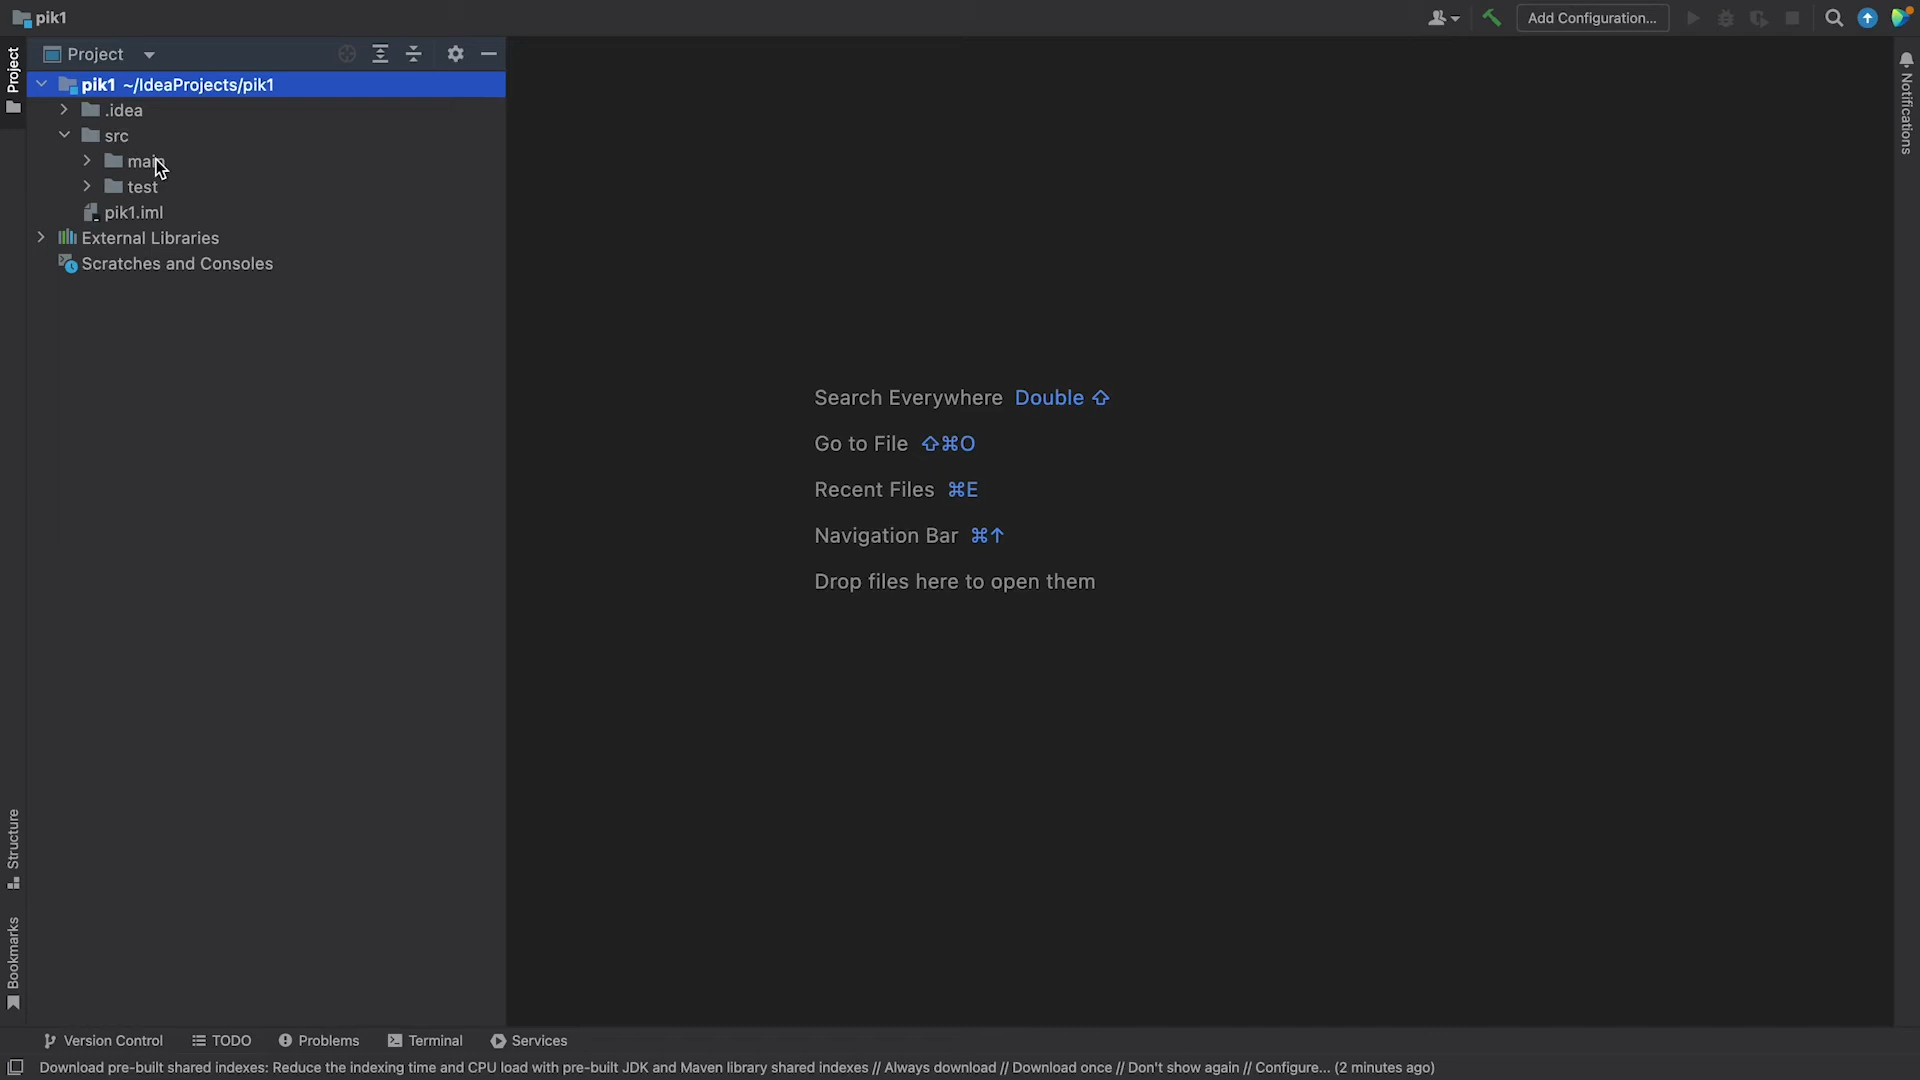 pik1
Add Configuration...
Project
Project
pik1 ~/IdeaProjects/pik1
.idea
src
main
test
pik1.iml
External Libraries
Scratches and Consoles
Notifications
Search Everywhere Double ⇧
Go to File ⇧⌘O
Recent Files ⌘E
Navigation Bar ⌘↑
Drop files here to open them
Structure
Bookmarks
Version Control
TODO
Problems
Terminal
Services
Download pre-built shared indexes: Reduce the indexing time and CPU load with pre-built JDK and Maven library shared indexes // Always download // Download once // Don't show again // Configure... (2 minutes ago)